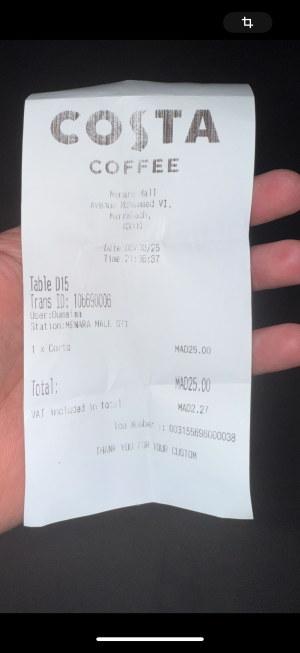 COSTA
COFFEE
Menara Mall
Avenue Mohammed VI,
Marrakech,
40000
Time 21:36:37
Table D15
Trans ID: 106690006
User:Oumaima
Station:MENARA MALL ST1
1 x Corto MAD25.00
Total: MAD25.00
VAT included in total: MAD2.27
Ice Number :: 003155696000038
THANK YOU FOR YOUR CUSTOM